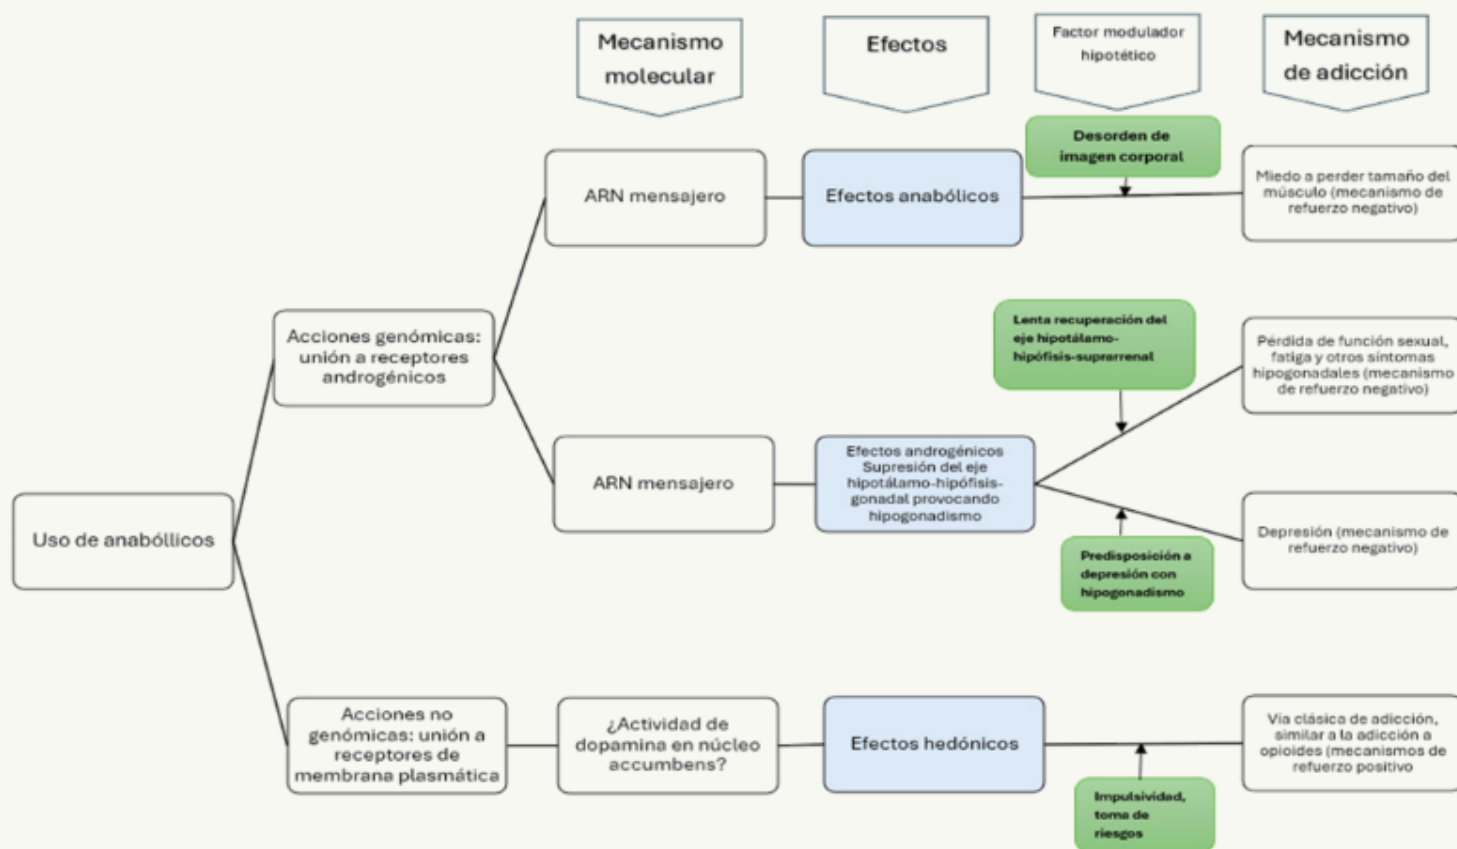 Mecanismo
molecular
Efectos
Factor modulador
hipotético
Mecanismo
de adicción
Desorden de
imagen corporal
ARN mensajero
Efectos anabólicos
Miedo a perder tamaño del
músculo (mecanismo de
refuerzo negativo)
Acciones genómicas:
unión a receptores
androgénicos
Lenta recuperación del
eje hipotálamo-
hipófisis-suprarrenal
Pérdida de función sexual,
fatiga y otros síntomas
hipogonadales (mecanismo
de refuerzo negativo)
ARN mensajero
Efectos androgénicos
Supresión del eje
hipotálamo-hipófisis-
gonadal provocando
hipogonadismo
Uso de anabóllicos
Predisposición a
depresión con
hipogonadismo
Depresión (mecanismo de
refuerzo negativo)
Acciones no
genómicas: unión a
receptores de
membrana plasmática
¿Actividad de
dopamina en núcleo
accumbens?
Efectos hedónicos
Vía clásica de adicción,
similar a la adicción a
opioides (mecanismos de
refuerzo positivo
Impulsividad,
toma de
riesgos